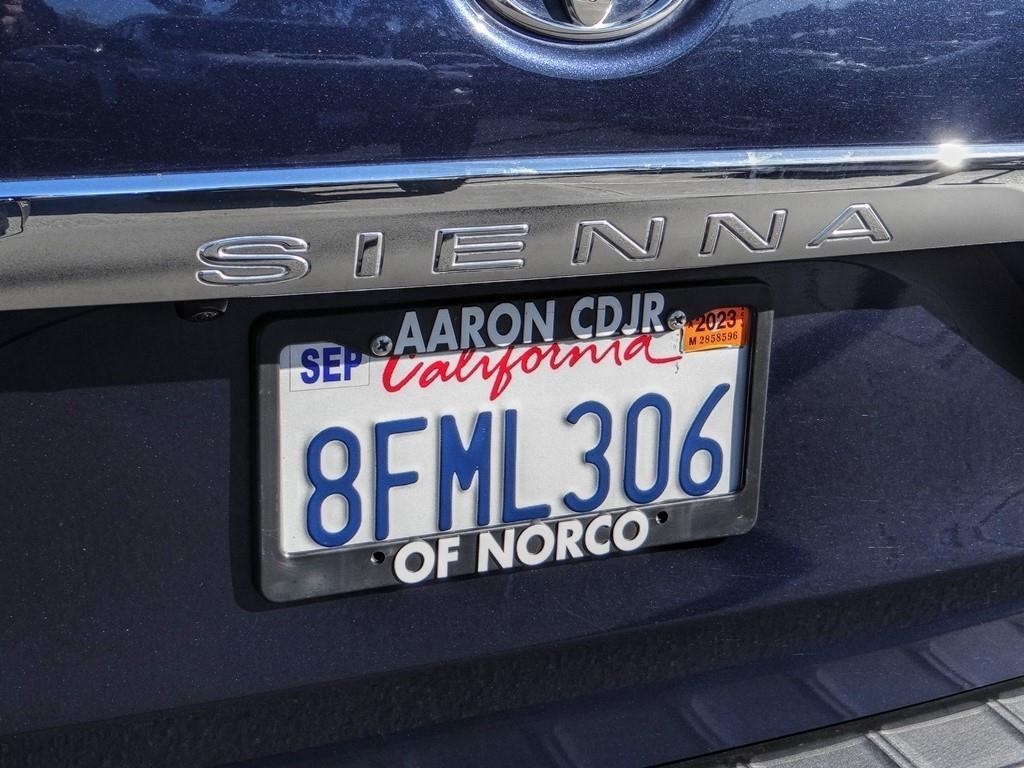 SIENNA
AARON CDJR
SEP
California
2023
M 2858596
8FML306
OF NORCO